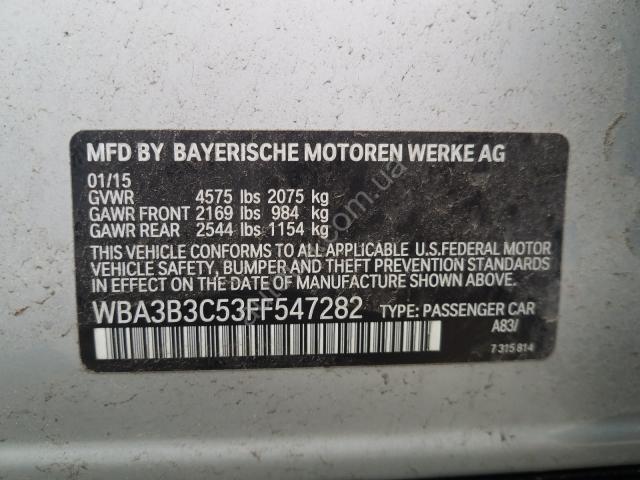 MFD BY BAYERISCHE MOTOREN WERKE AG
01/15
GVWR 4575 lbs 2075 kg
GAWR FRONT 2169 lbs 984 kg
GAWR REAR 2544 lbs 1154 kg
THIS VEHICLE CONFORMS TO ALL APPLICABLE U.S.FEDERAL MOTOR
VEHICLE SAFETY, BUMPER AND THEFT PREVENTION STANDARDS
IN EFFECT ON THE DATE OF MANUFACTURE SHOWN ABOVE.
WBA3B3C53FF547282 TYPE: PASSENGER CAR
A83/
7 315 814